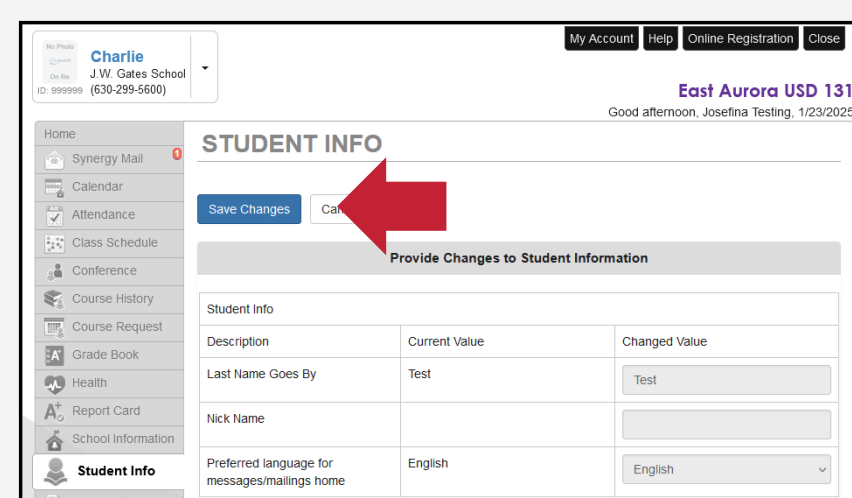 My Account Help Online Registration Close
No Photo
On file
ID: 999999
Charlie
J.W. Gates School
(630-299-5600)
East Aurora USD 131
Good afternoon, Josefina Testing, 1/23/2025
Home
Synergy Mail 1
Calendar
Attendance
Class Schedule
Conference
Course History
Course Request
Grade Book
Health
Report Card
School Information
Student Info
STUDENT INFO
Save Changes
Provide Changes to Student Information
Student Info
Description Current Value Changed Value
Last Name Goes By Test Test
Nick Name
Preferred language for English English
messages/mailings home